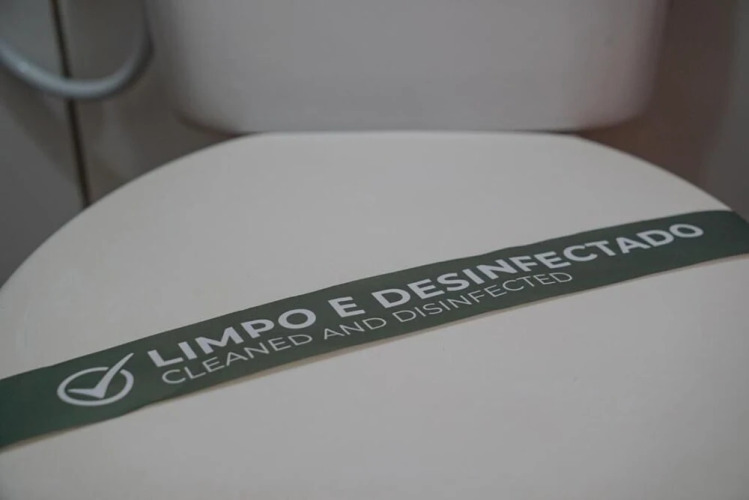 LIMPO E DESINFECTADO
CLEANED AND DISINFECTED